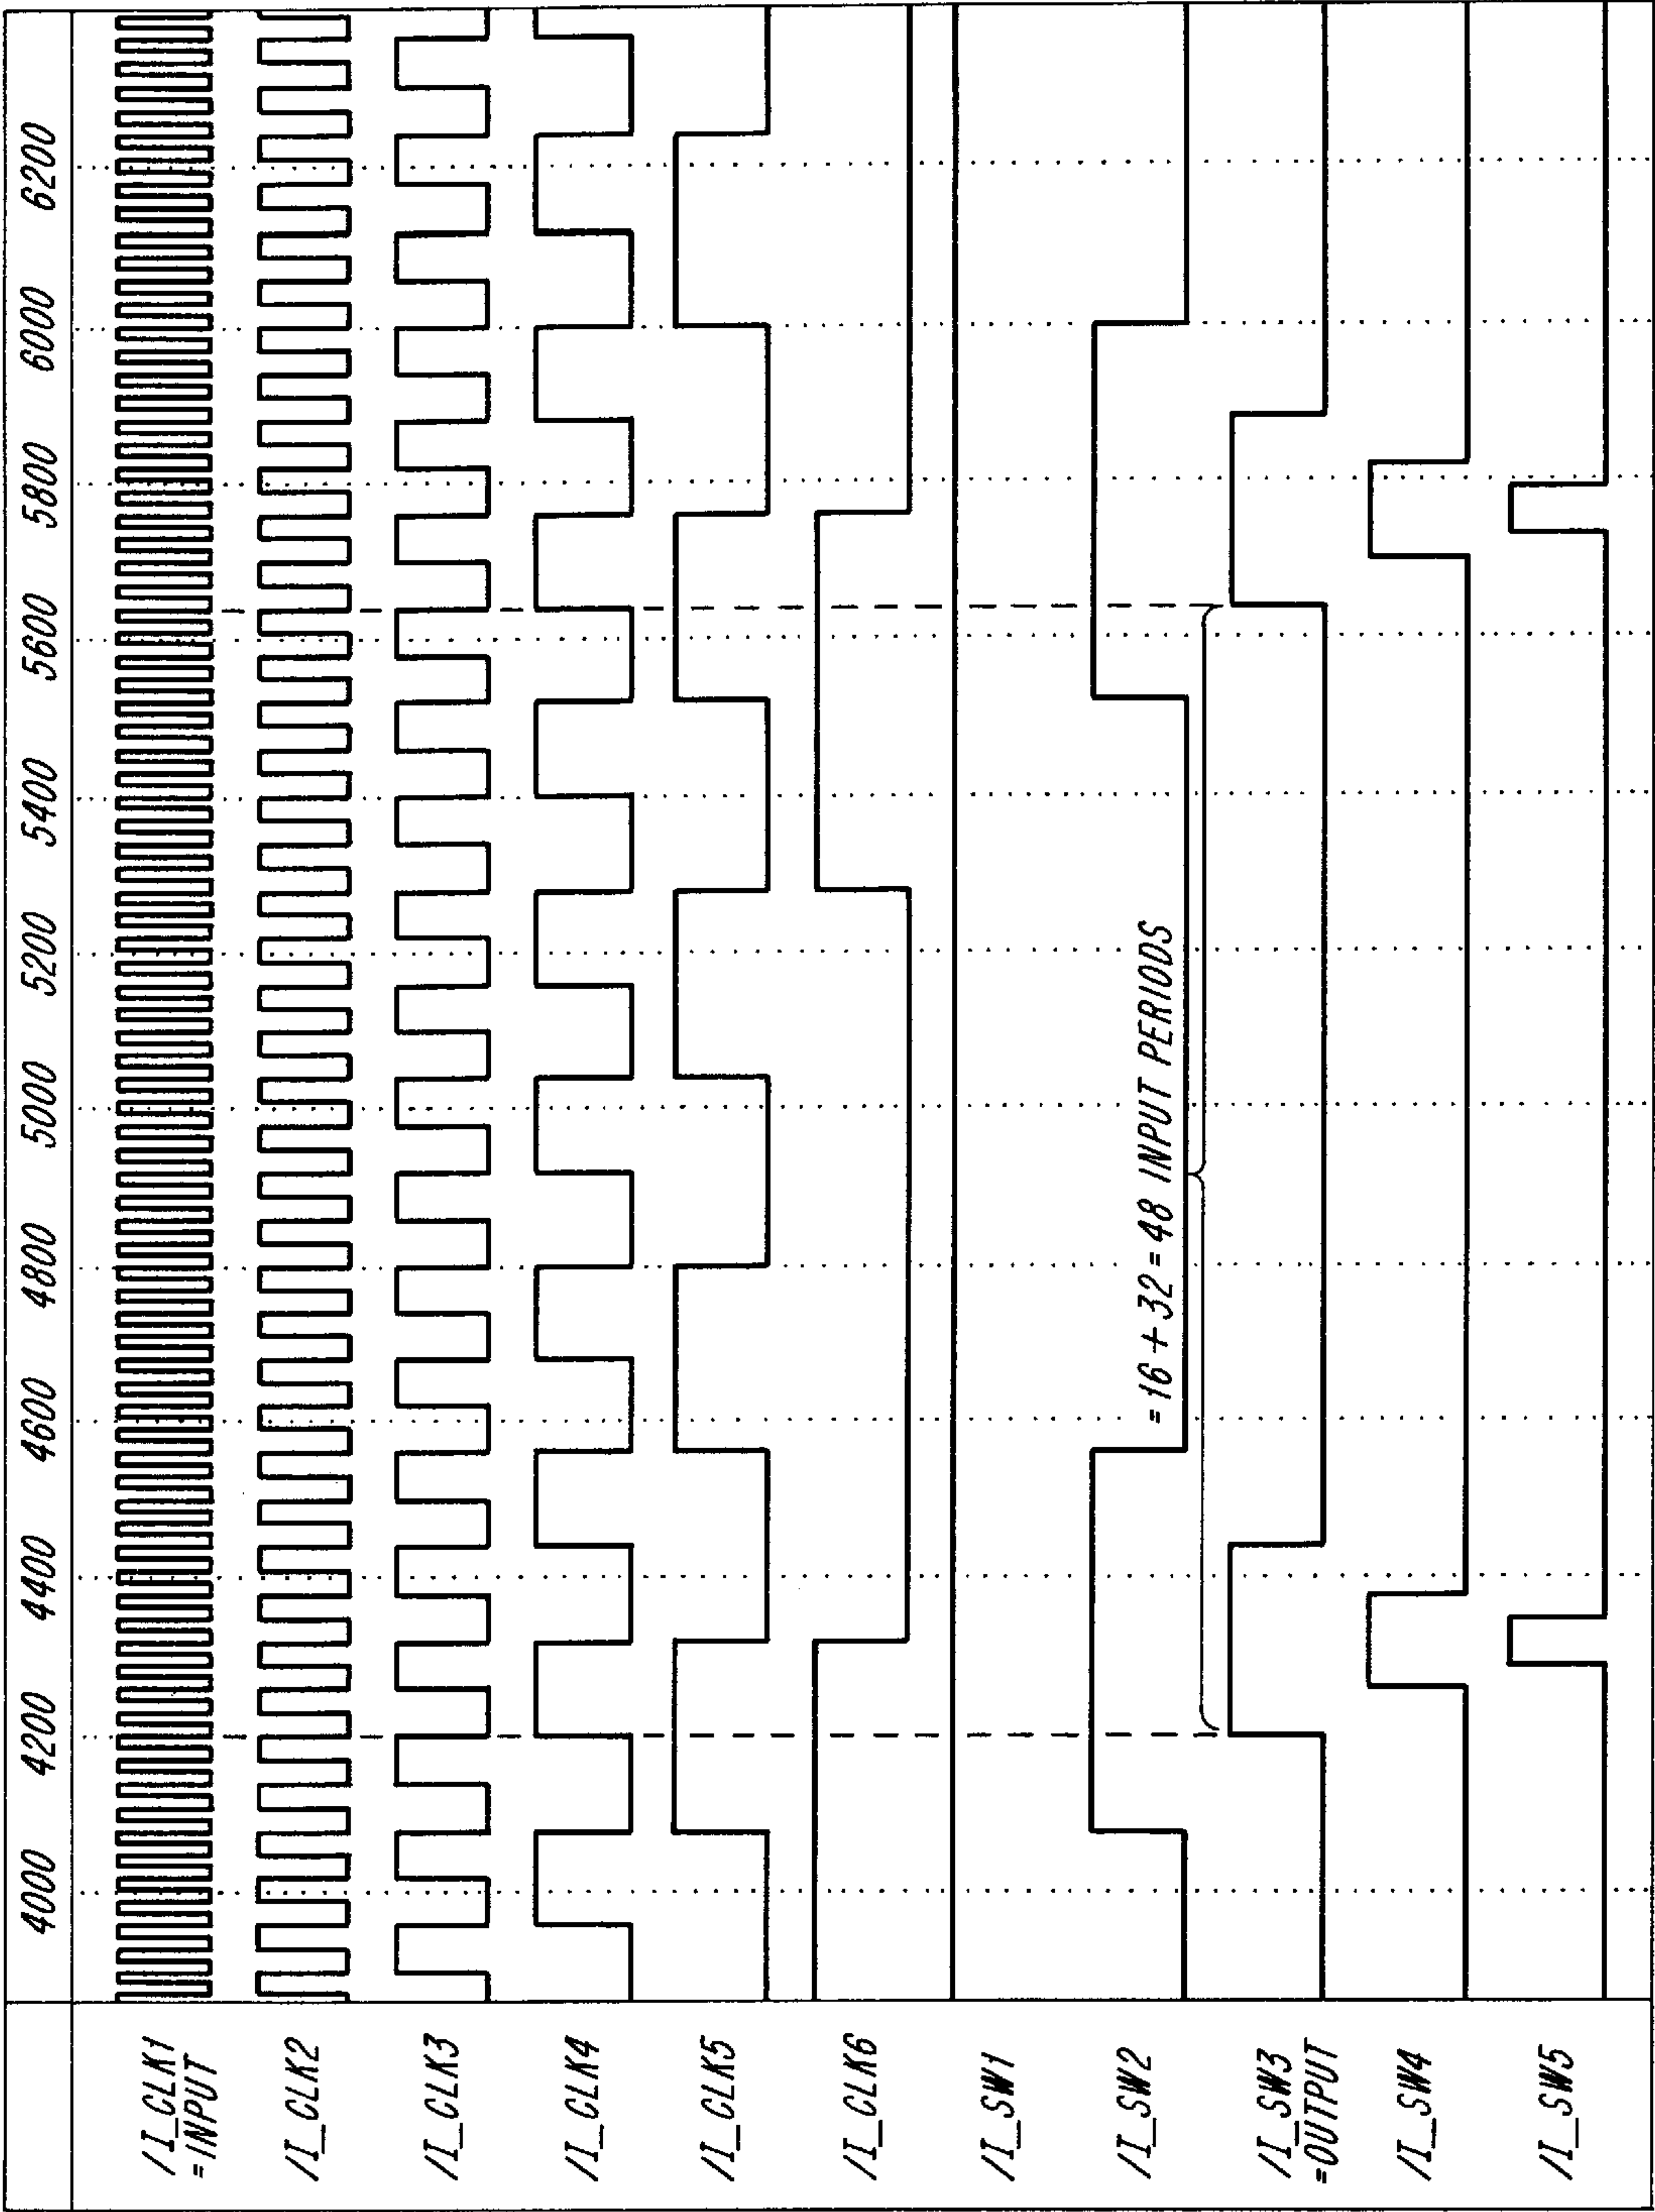 4000 4200 4400 4600 4800 5000 5200 5400 5600 5800 6000 6200
/I_CLK1
=INPUT
/I_CLK2
/I_CLK3
/I_CLK4
/I_CLK5
/I_CLK6
/I_SW1
/I_SW2
=16+32=48 INPUT PERIODS
/I_SW3
=OUTPUT
/I_SW4
/I_SW5